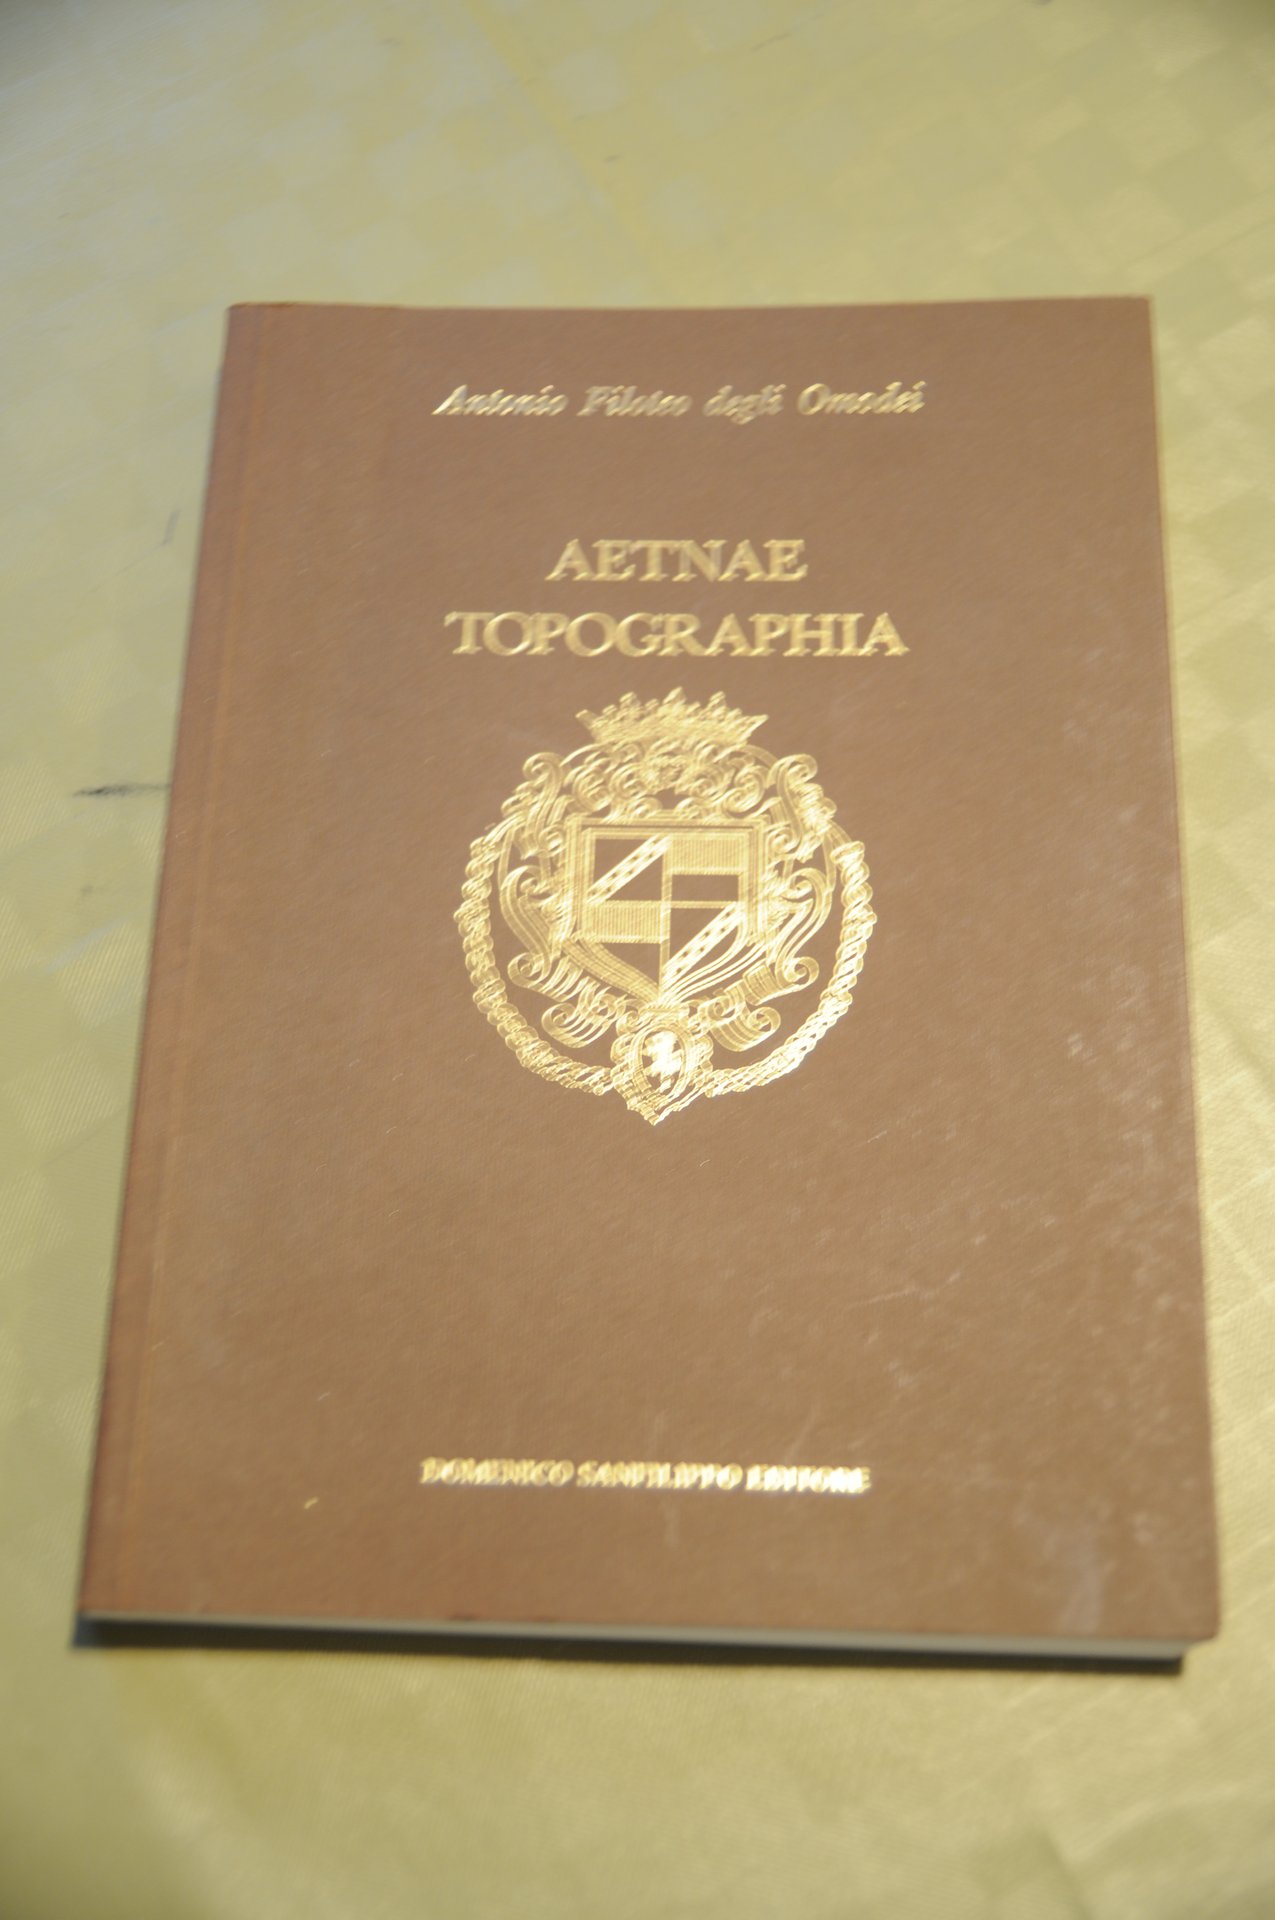 Antonio Filoteo degli Omodei
AETNAE
TOPOGRAPHIA
DOMENICO SANFILIPPO EDITORE